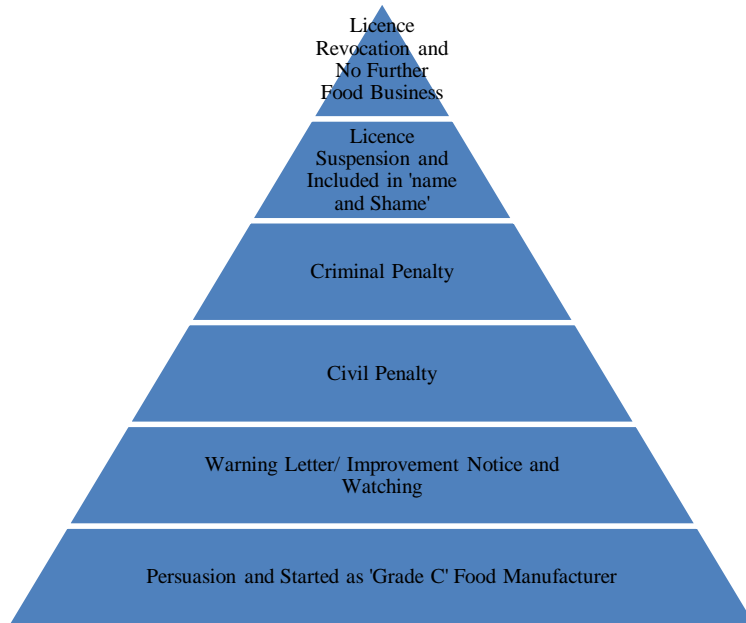 Licence
Revocation and
No Further
Food Business
Licence
Suspension and
Included in 'name
and Shame'
Criminal Penalty
Civil Penalty
Warning Letter/ Improvement Notice and
Watching
Persuasion and Started as 'Grade C' Food Manufacturer